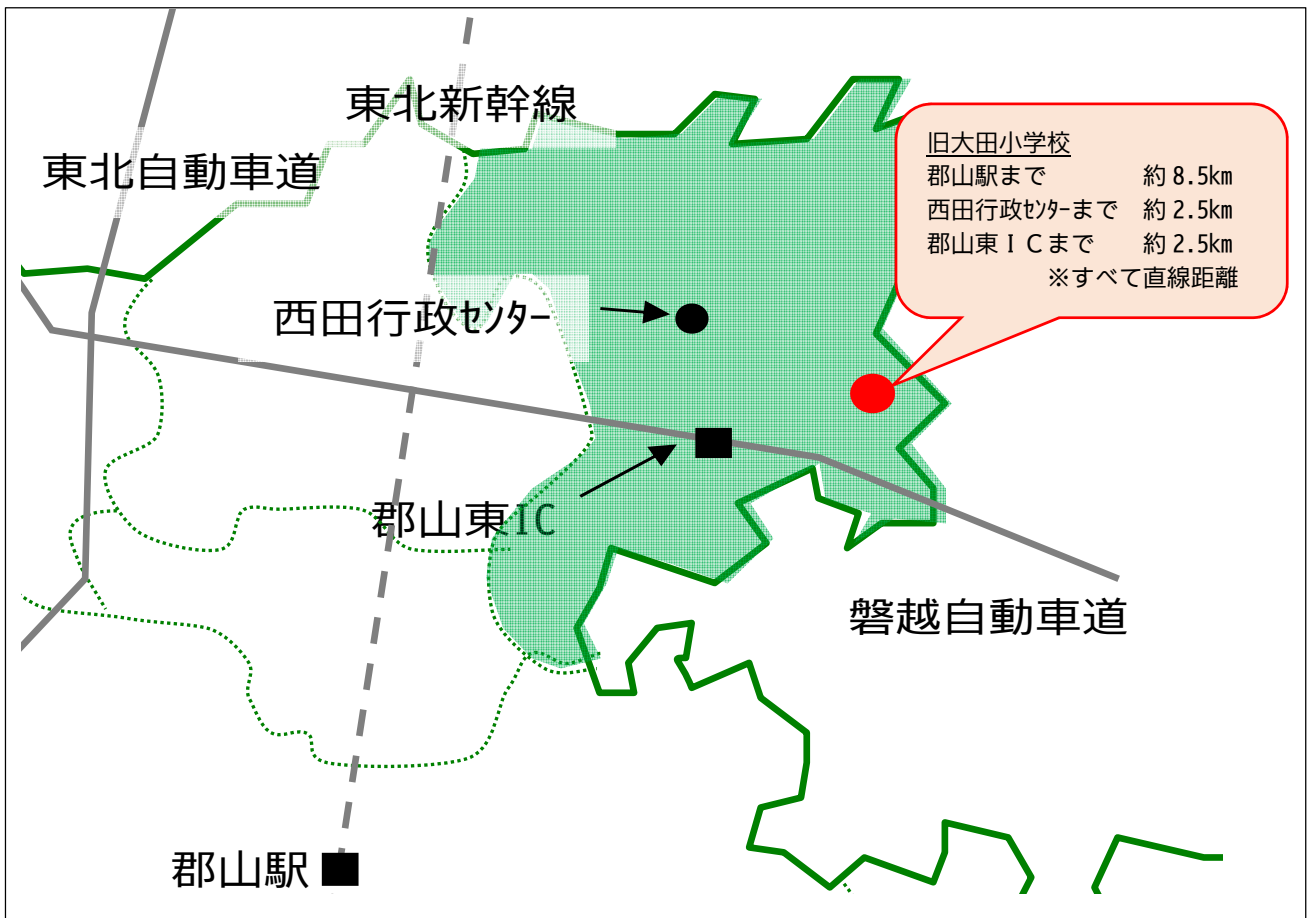 東北新幹線
東北自動車道
旧大田小学校
郡山駅まで 約 8.5km
西田行政ｾﾝﾀｰまで 約 2.5km
郡山東ＩＣまで 約 2.5km
※すべて直線距離
西田行政ｾﾝﾀｰ
郡山東IC
磐越自動車道
郡山駅